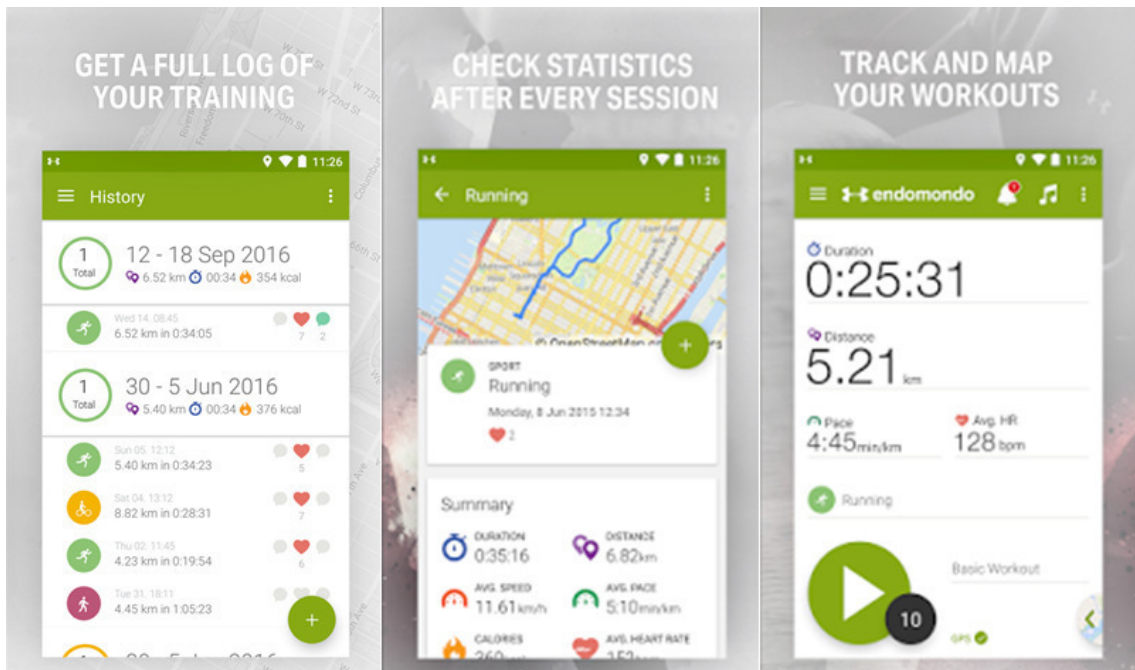 GET A FULL LOG OF
YOUR TRAINING
11:26
History
1
Total
12 - 18 Sep 2016
6.52 km 00:34 354 kcal
Wed 14. 08:45
6.52 km in 0:34:05
7 2
1
Total
30 - 5 Jun 2016
5.40 km 00:34 376 kcal
Sun 05. 12:12
5.40 km in 0:34:23
5
Sat 04. 13:12
8.82 km in 0:28:31
7
Thu 02. 11:45
4.23 km in 0:19:54
6
Tue 31. 18:11
4.45 km in 1:05:23
+
W 72nd St
W 70th St
Freedom
66th St
CHECK STATISTICS
AFTER EVERY SESSION
11:26
Running
© OpenStreetMap
+
SPORT
Running
Monday, 8 Jun 2015 12:34
2
Summary
DURATION
0:35:16
DISTANCE
6.82km
AVG. SPEED
11.61km/h
AVG. PACE
5:10min/km
CALORIES
AVG. HEART RATE
TRACK AND MAP
YOUR WORKOUTS
11:26
endomondo
Duration
0:25:31
Distance
5.21 km
Pace
4:45min/km
Avg. HR
128 bpm
Running
Basic Workout
10
GPS